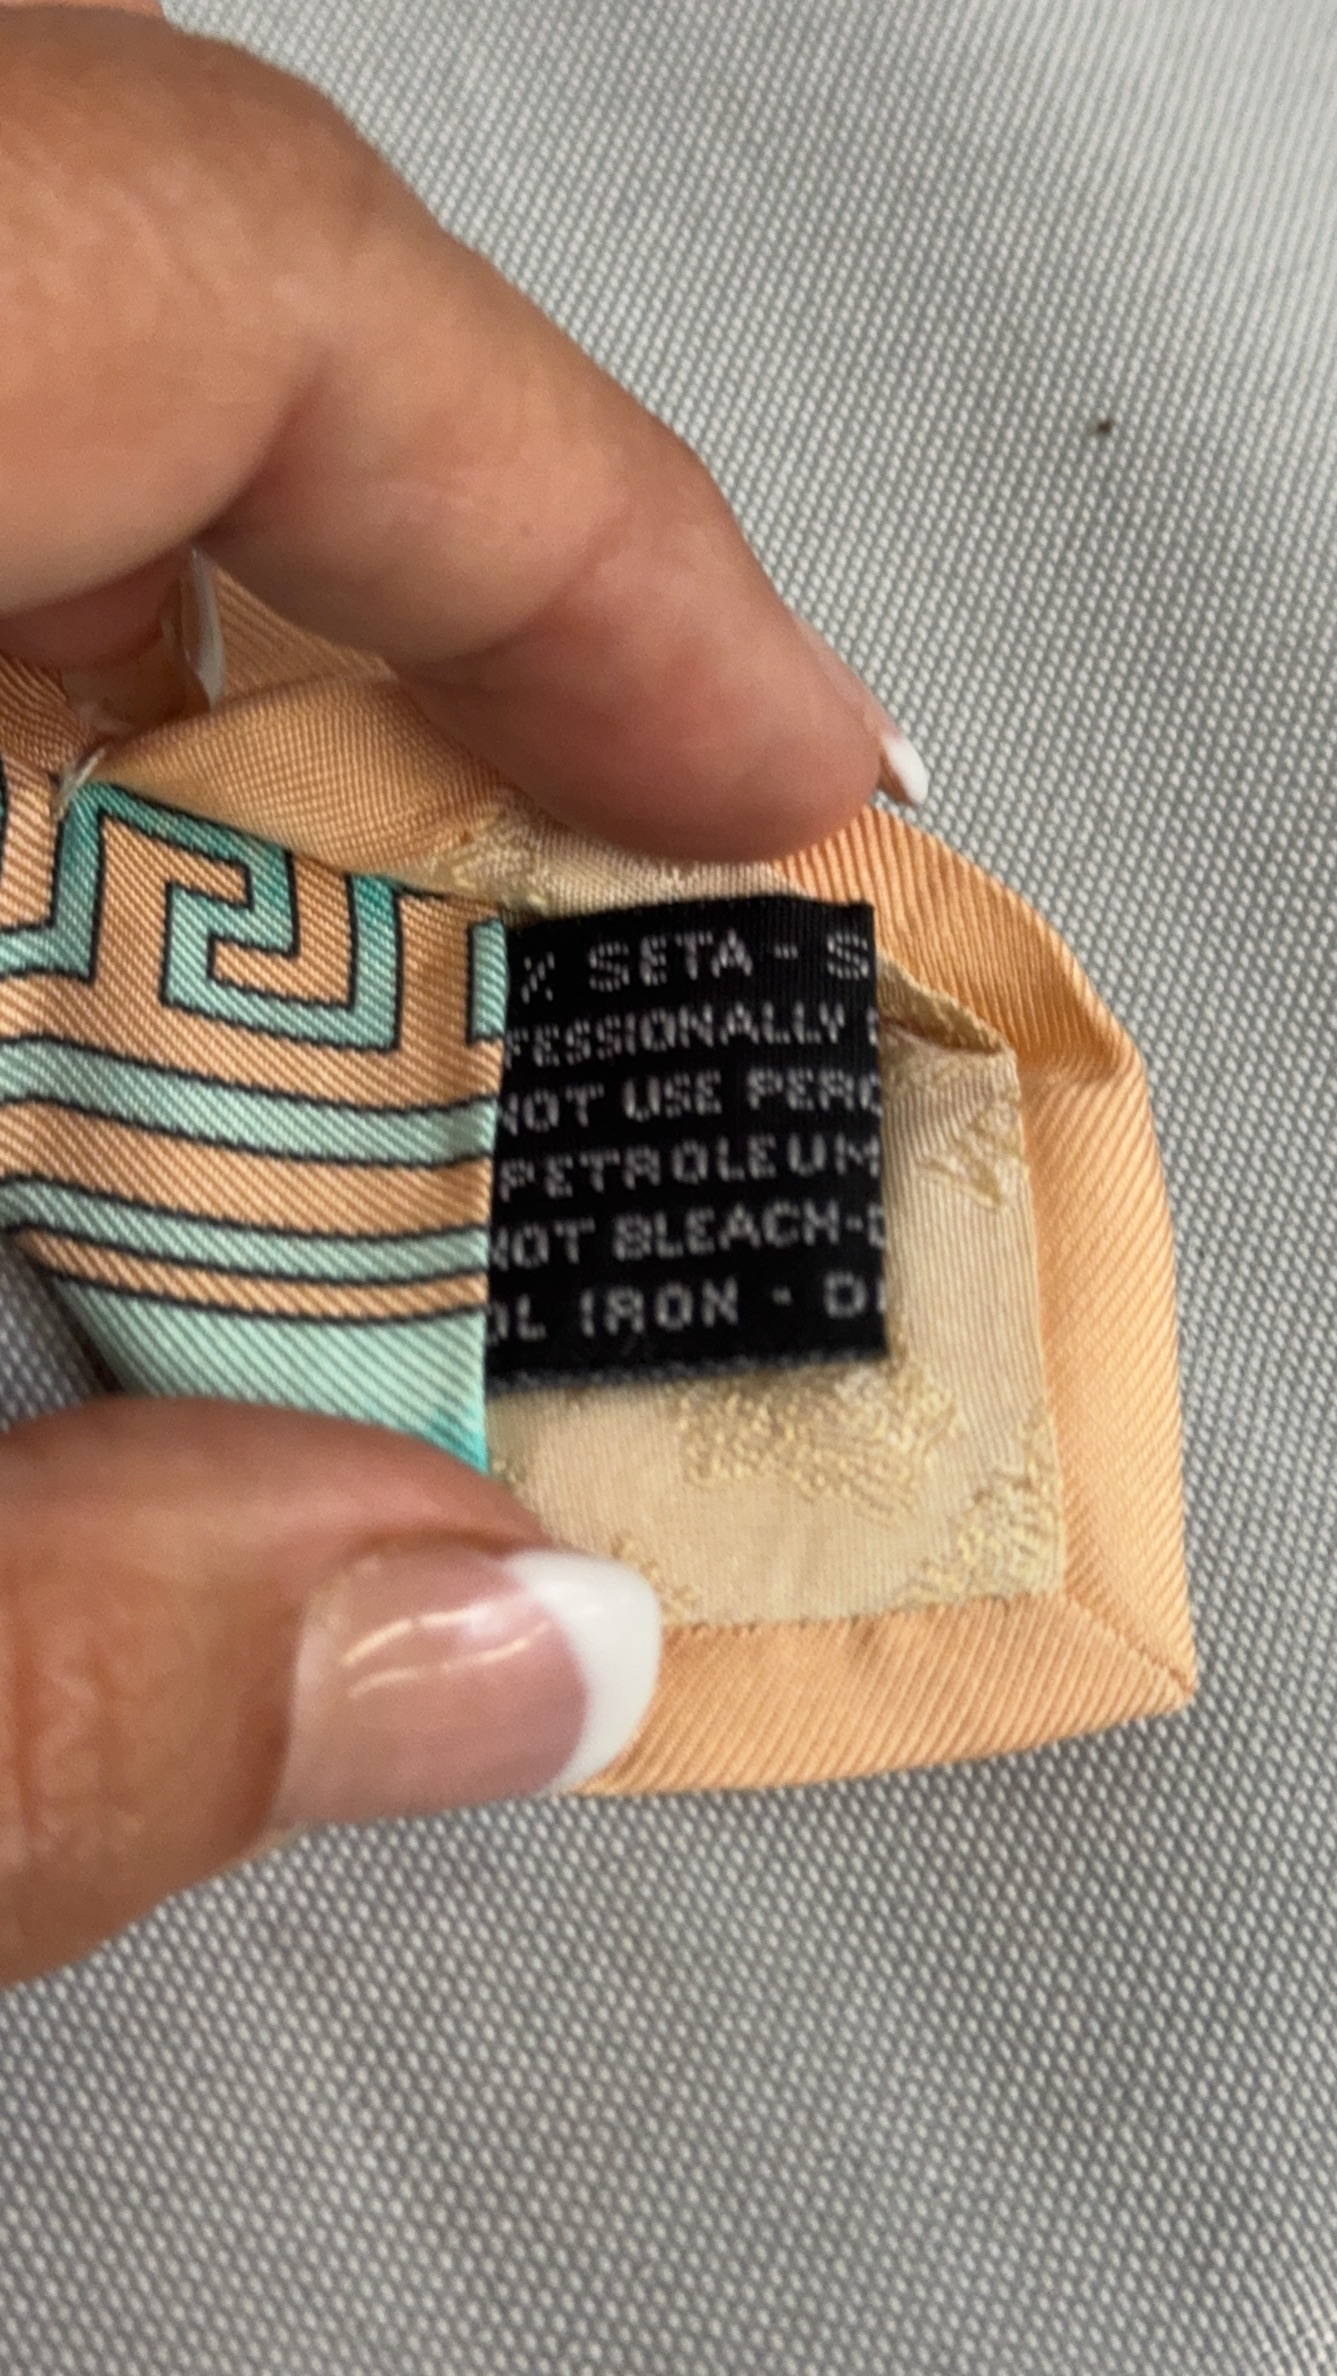 % SETA - S
FESSIONALLY
NOT USE PERC
PETROLEUM
NOT BLEACH-D
OL IRON - D